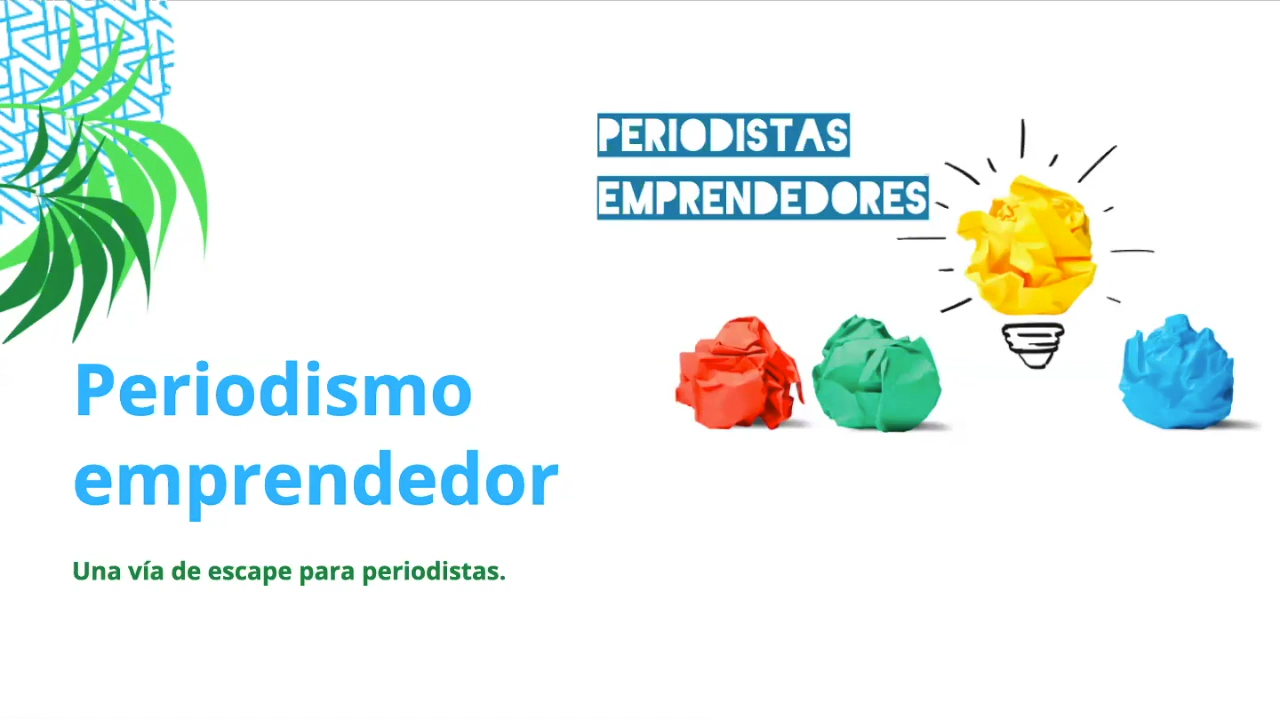 PERIODISTAS
EMPRENDEDORES
Periodismo
emprendedor
Una vía de escape para periodistas.